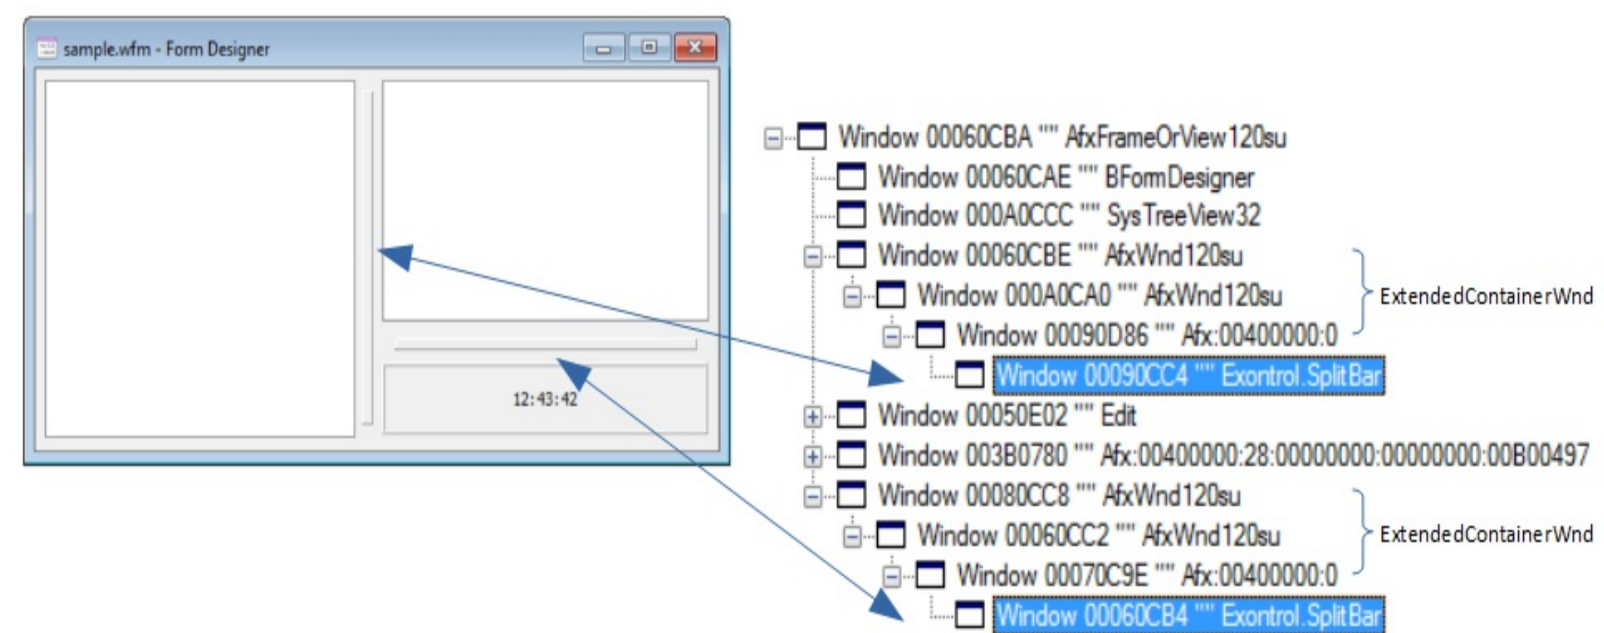 sample.wfm - Form Designer
12:43:42
Window 00060CBA "" AfxFrameOrView120su
Window 00060CAE "" BFormDesigner
Window 000A0CCC "" SysTreeView32
Window 00060CBE "" AfxWnd120su
Window 000A0CA0 "" AfxWnd120su
ExtendedContainerWnd
Window 00090D86 "" Afx:00400000:0
Window 00090CC4 "" Exontrol.SplitBar
Window 00050E02 "" Edit
Window 003B0780 "" Afx:00400000:28:00000000:00000000:00B00497
Window 00080CC8 "" AfxWnd120su
Window 00060CC2 "" AfxWnd120su
ExtendedContainerWnd
Window 00070C9E "" Afx:00400000:0
Window 00060CB4 "" Exontrol.SplitBar